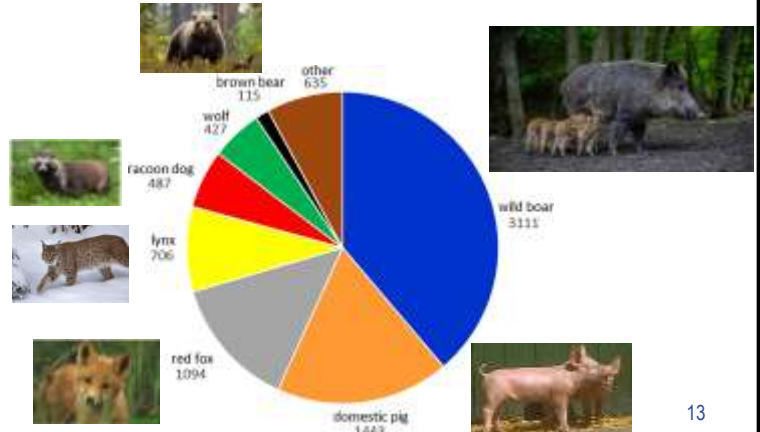 other
635
brown bear
115
wolf
427
racoon dog
487
lynx
706
red fox
1094
domestic pig
1443
wild boar
3111
13